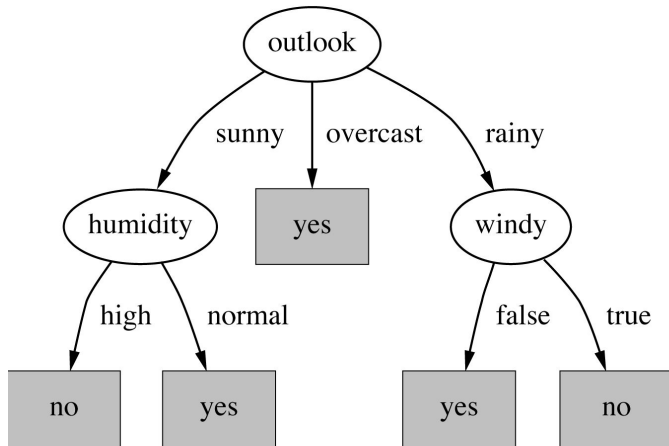 outlook
sunny overcast rainy
humidity yes windy
high normal false true
no yes yes no